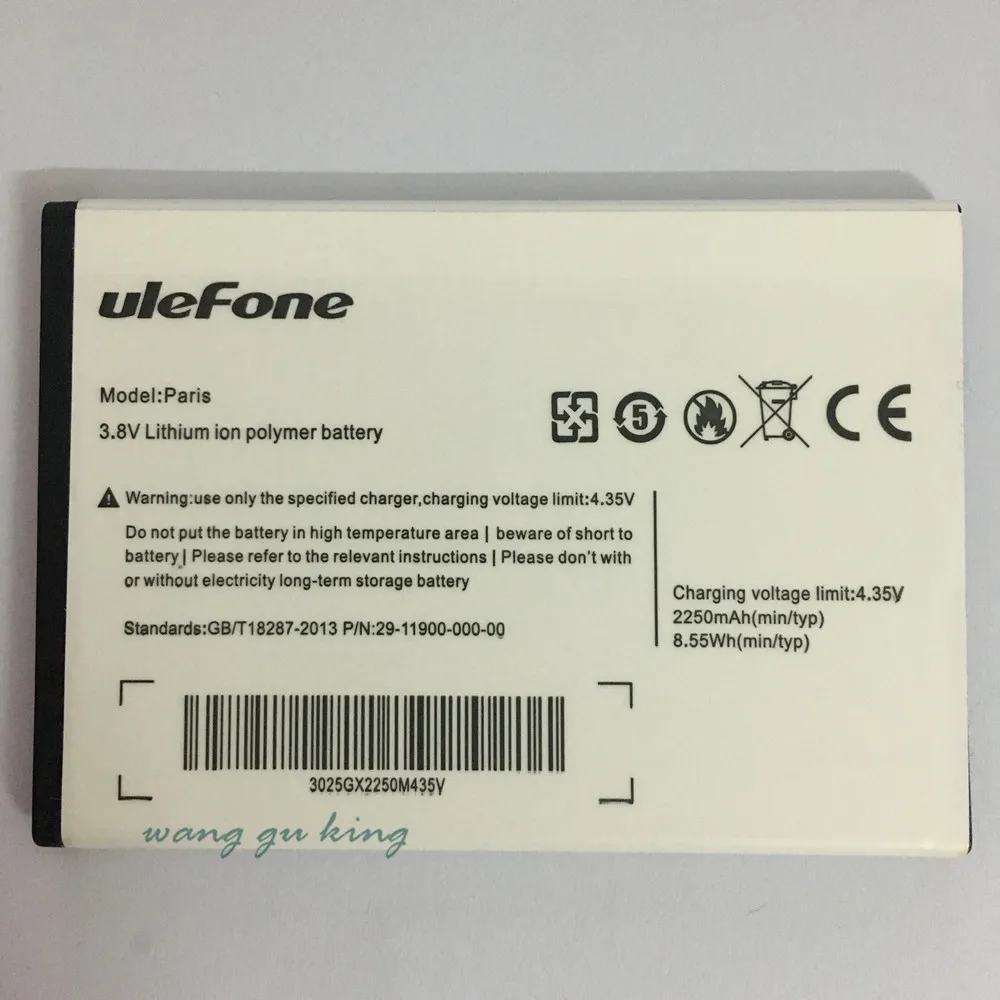 uleFone
Model:Paris
3.8V Lithium ion polymer battery
5
CE
Warning:use only the specified charger,charging voltage limit:4.35V
Do not put the battery in high temperature area | beware of short to
battery | Please refer to the relevant instructions | Please don't with
or without electricity long-term storage battery
Standards:GB/T18287-2013 P/N:29-11900-000-00
Charging voltage limit:4.35V
2250mAh(min/typ)
8.55Wh(min/typ)
3025GX2250M435V
wang gu king